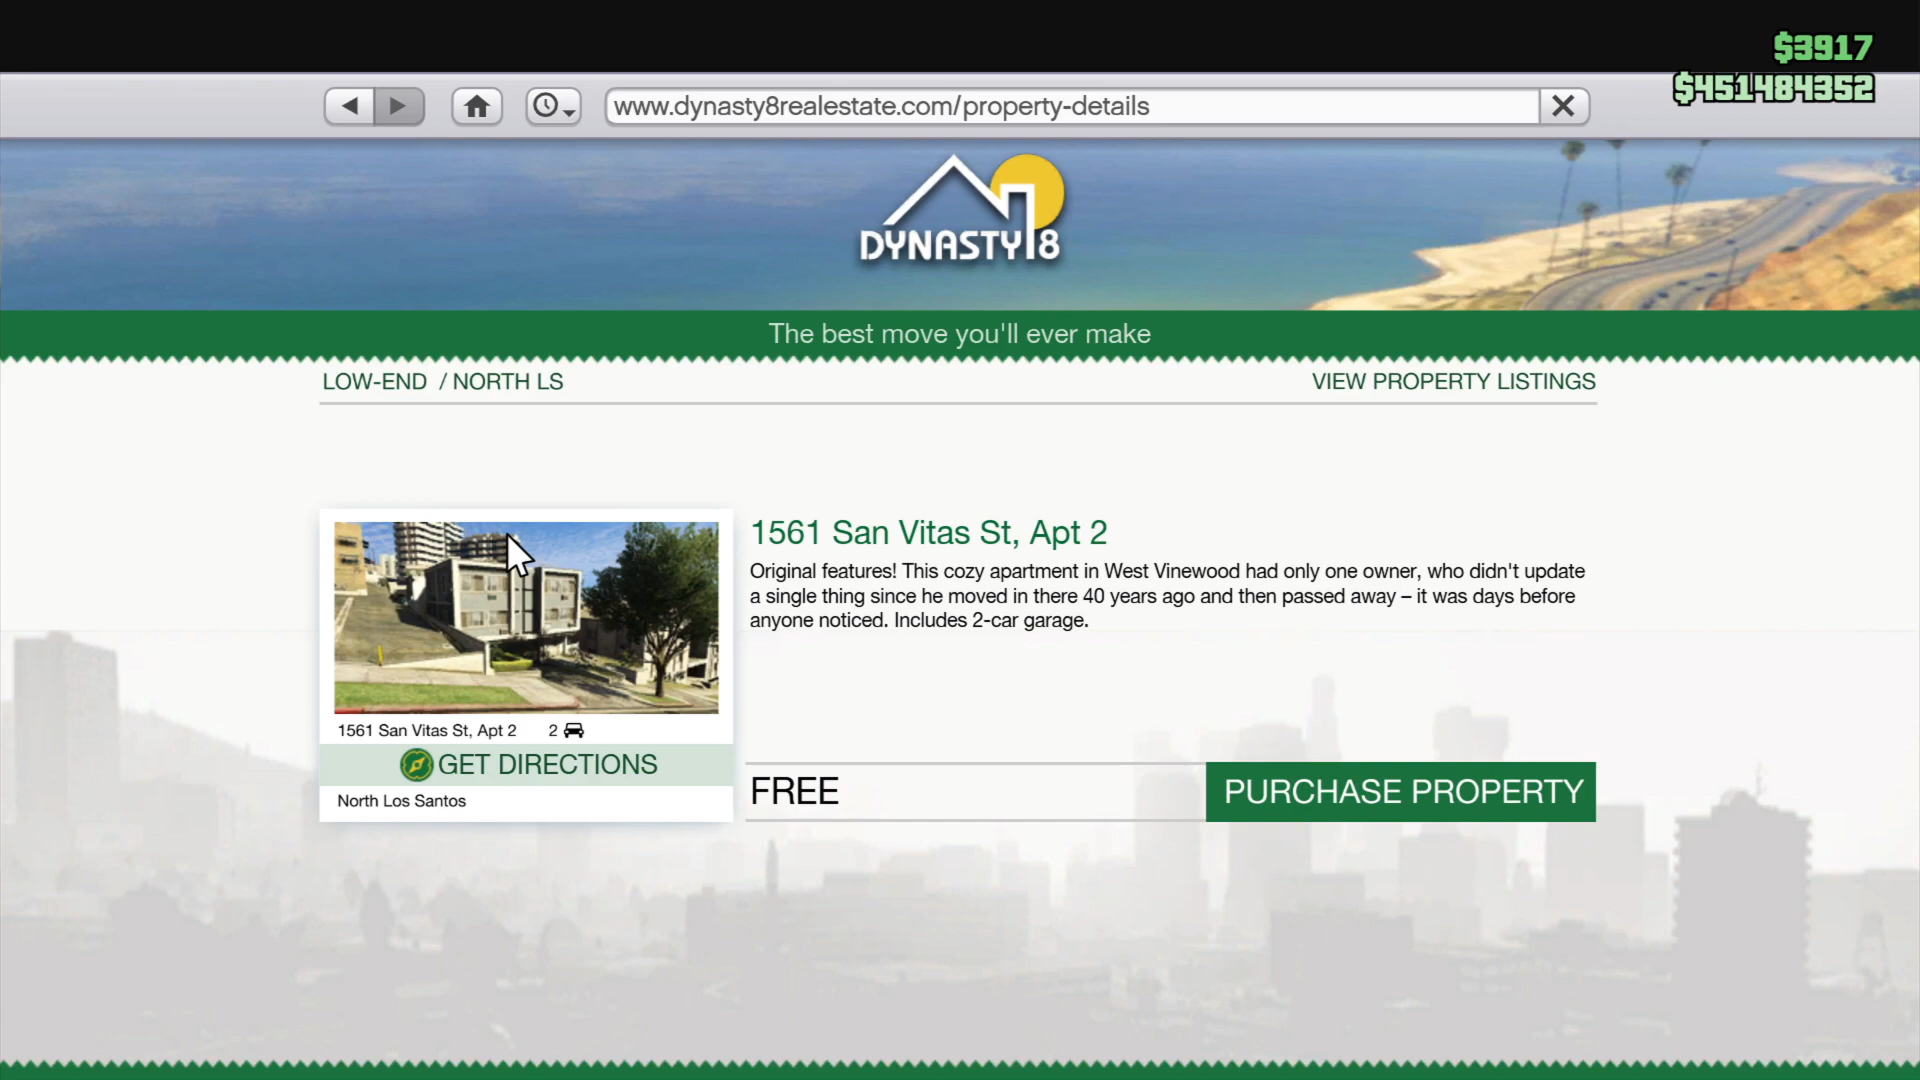 $3917
$451484352
www.dynasty8realestate.com/property-details
DYNASTY 8
The best move you'll ever make
LOW-END / NORTH LS
VIEW PROPERTY LISTINGS
1561 San Vitas St, Apt 2
Original features! This cozy apartment in West Vinewood had only one owner, who didn't update
a single thing since he moved in there 40 years ago and then passed away – it was days before
anyone noticed. Includes 2-car garage.
1561 San Vitas St, Apt 2 2
GET DIRECTIONS
North Los Santos
FREE
PURCHASE PROPERTY